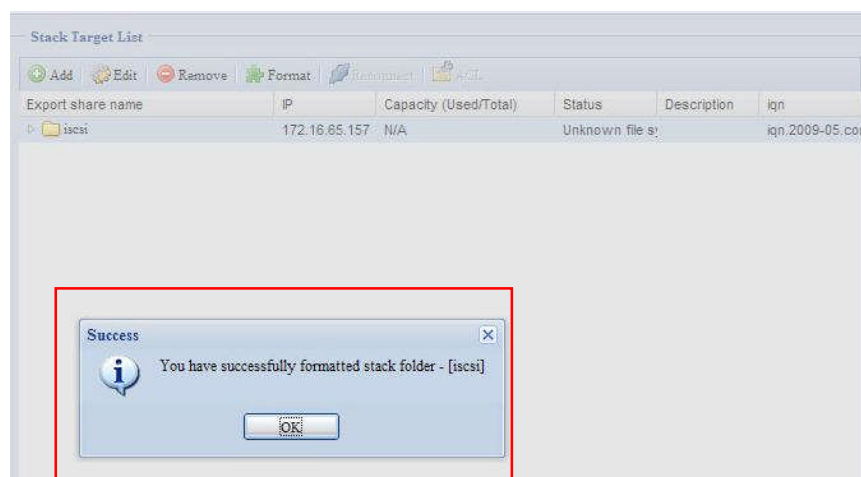 Stack Target List
Add Edit Remove Format Reconnect ACL
Export share name IP Capacity (Used/Total) Status Description iqn
iscsi 172.16.65.157 N/A Unknown file sy iqn.2009-05.co
Success
You have successfully formatted stack folder - [iscsi]
OK